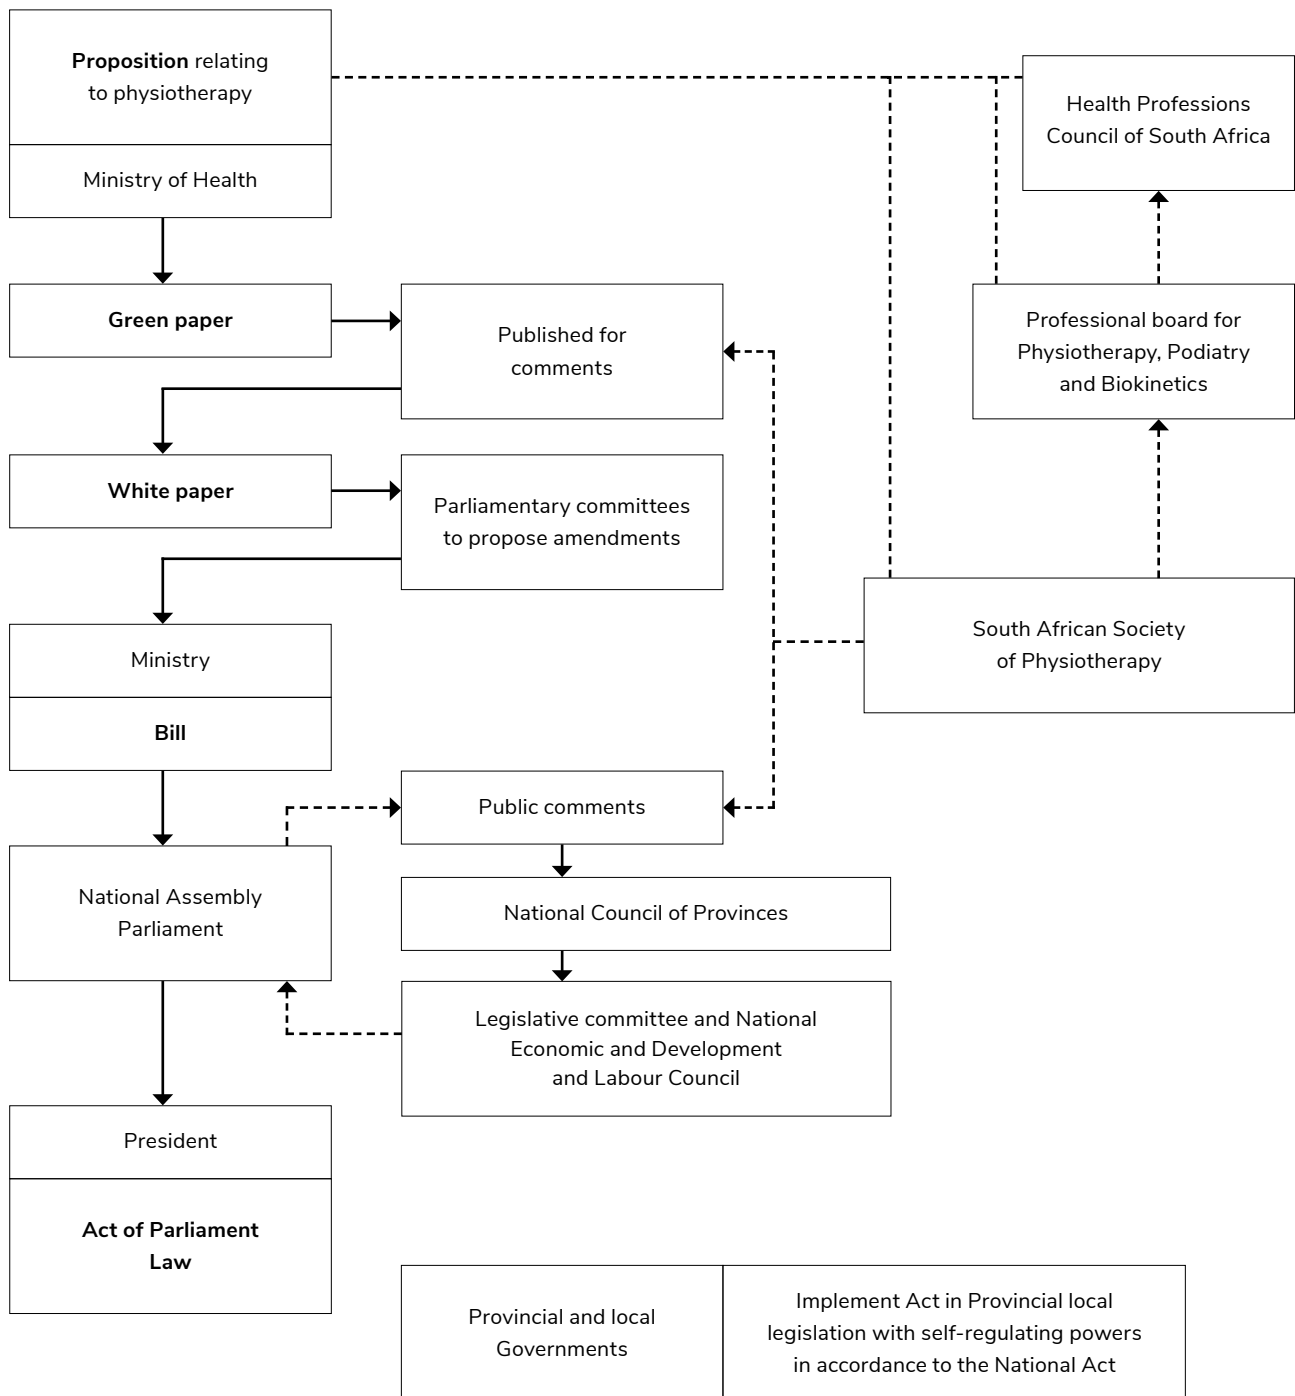 Proposition relating
to physiotherapy
Ministry of Health
Health Professions
Council of South Africa
Green paper
Published for
comments
Professional board for
Physiotherapy, Podiatry
and Biokinetics
White paper
Parliamentary committees
to propose amendments
Ministry
Bill
South African Society
of Physiotherapy
Public comments
National Assembly
Parliament
National Council of Provinces
Legislative committee and National
Economic and Development
and Labour Council
President
Act of Parliament
Law
Provincial and local
Governments
Implement Act in Provincial local
legislation with self-regulating powers
in accordance to the National Act